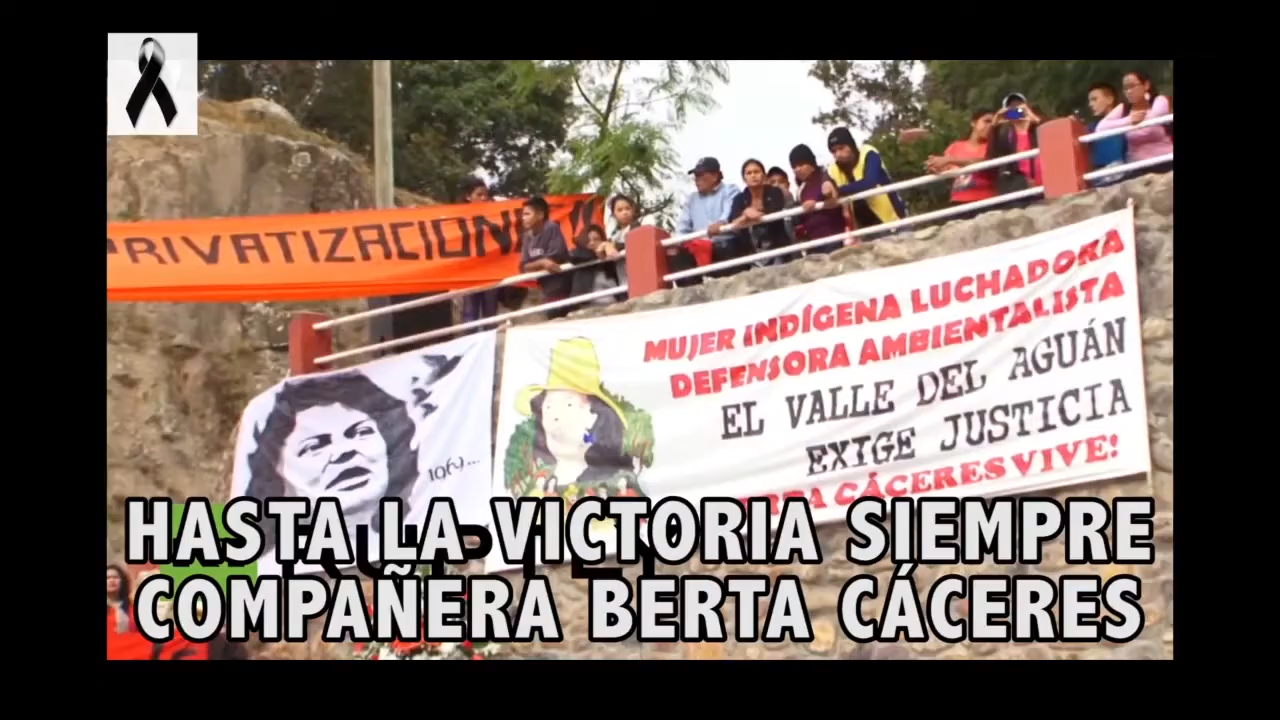 PRIVATIZACION
MUJER INDÍGENA LUCHADORA
DEFENSORA AMBIENTALISTA
EL VALLE DEL AGUÁN
EXIGE JUSTICIA
CÁCERES VIVE!
1969...
HASTA LA VICTORIA SIEMPRE
COMPAÑERA BERTA CÁCERES